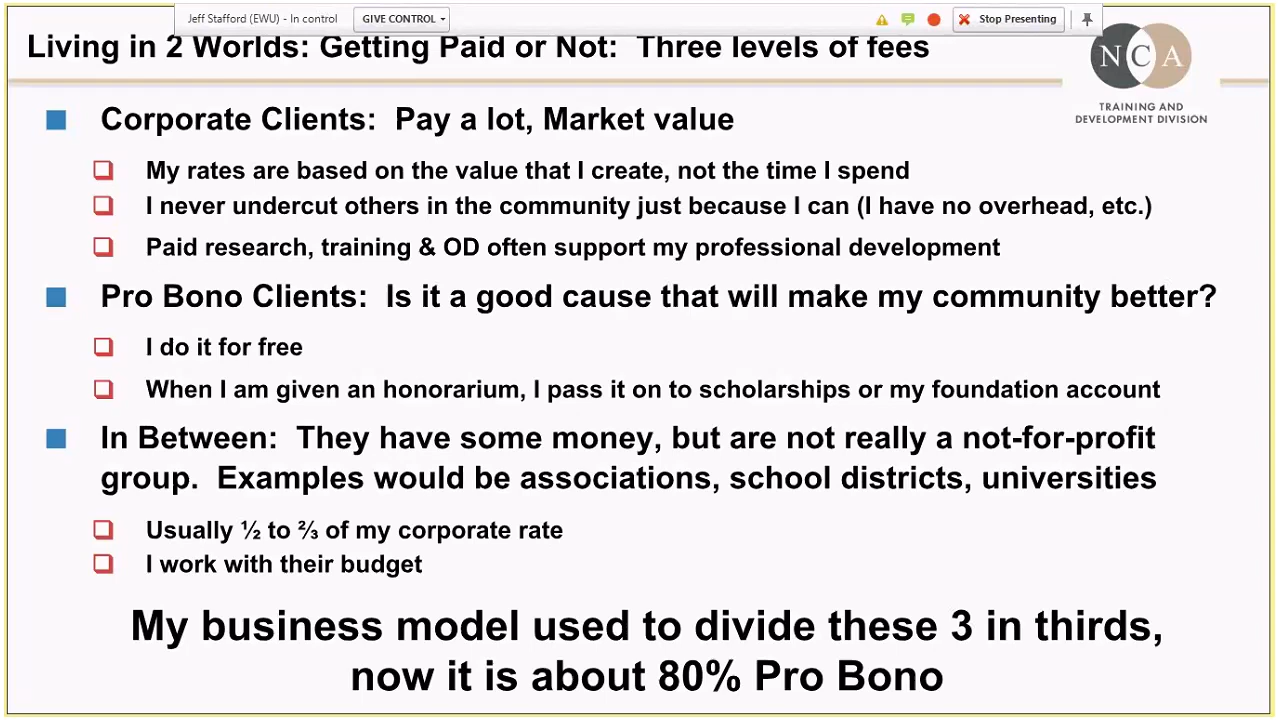 Jeff Stafford (EWU) - In control
GIVE CONTROL
Stop Presenting
Living in 2 Worlds: Getting Paid or Not: Three levels of fees
NCA
TRAINING AND
DEVELOPMENT DIVISION
Corporate Clients: Pay a lot, Market value
My rates are based on the value that I create, not the time I spend
I never undercut others in the community just because I can (I have no overhead, etc.)
Paid research, training & OD often support my professional development
Pro Bono Clients: Is it a good cause that will make my community better?
I do it for free
When I am given an honorarium, I pass it on to scholarships or my foundation account
In Between: They have some money, but are not really a not-for-profit
group. Examples would be associations, school districts, universities
Usually ½ to ⅔ of my corporate rate
I work with their budget
My business model used to divide these 3 in thirds,
now it is about 80% Pro Bono